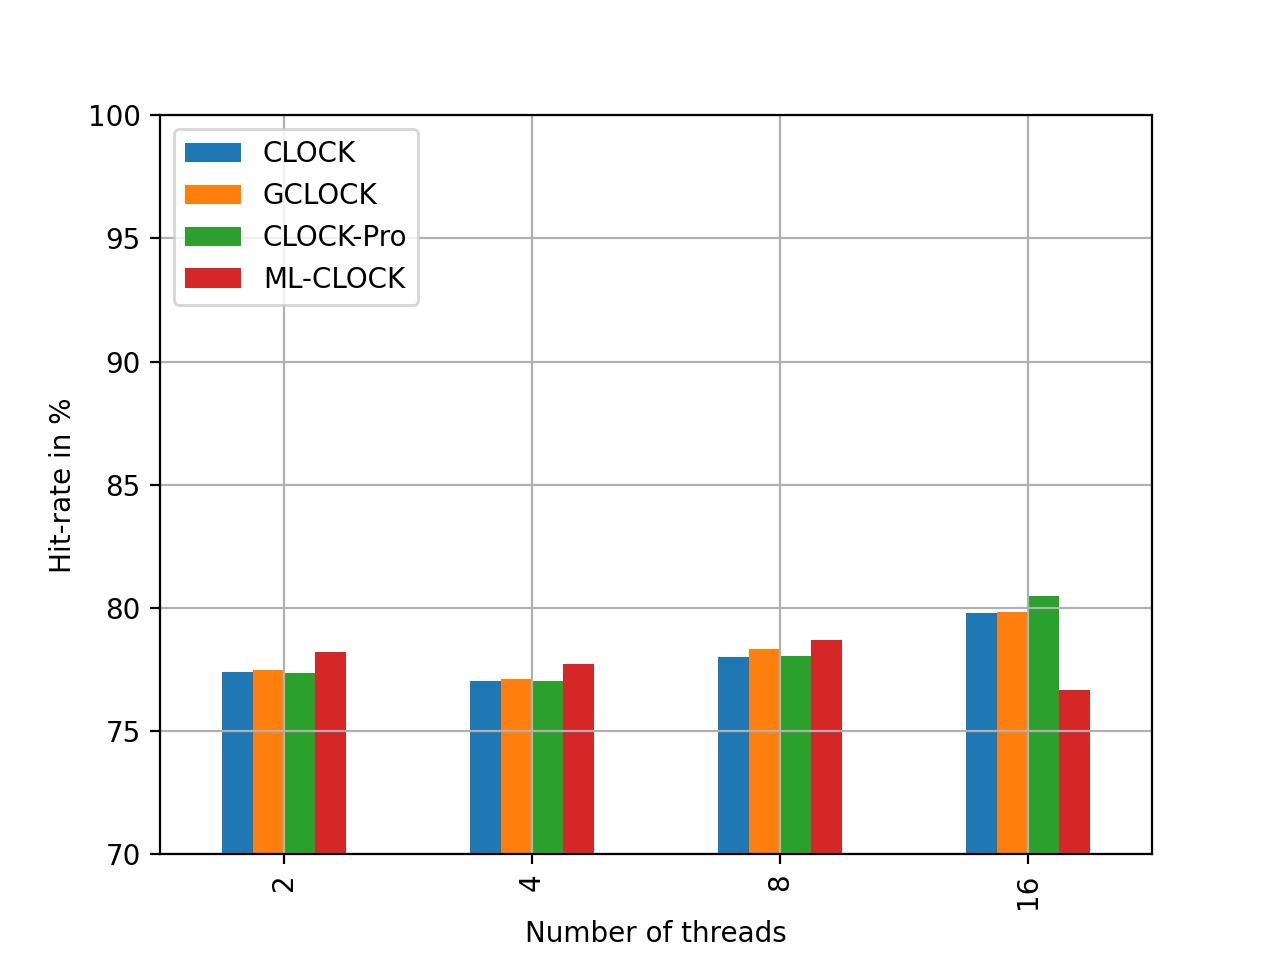 100
95
90
85
80
75
70
Hit-rate in %
CLOCK
GCLOCK
CLOCK-Pro
ML-CLOCK
2
4
8
16
Number of threads